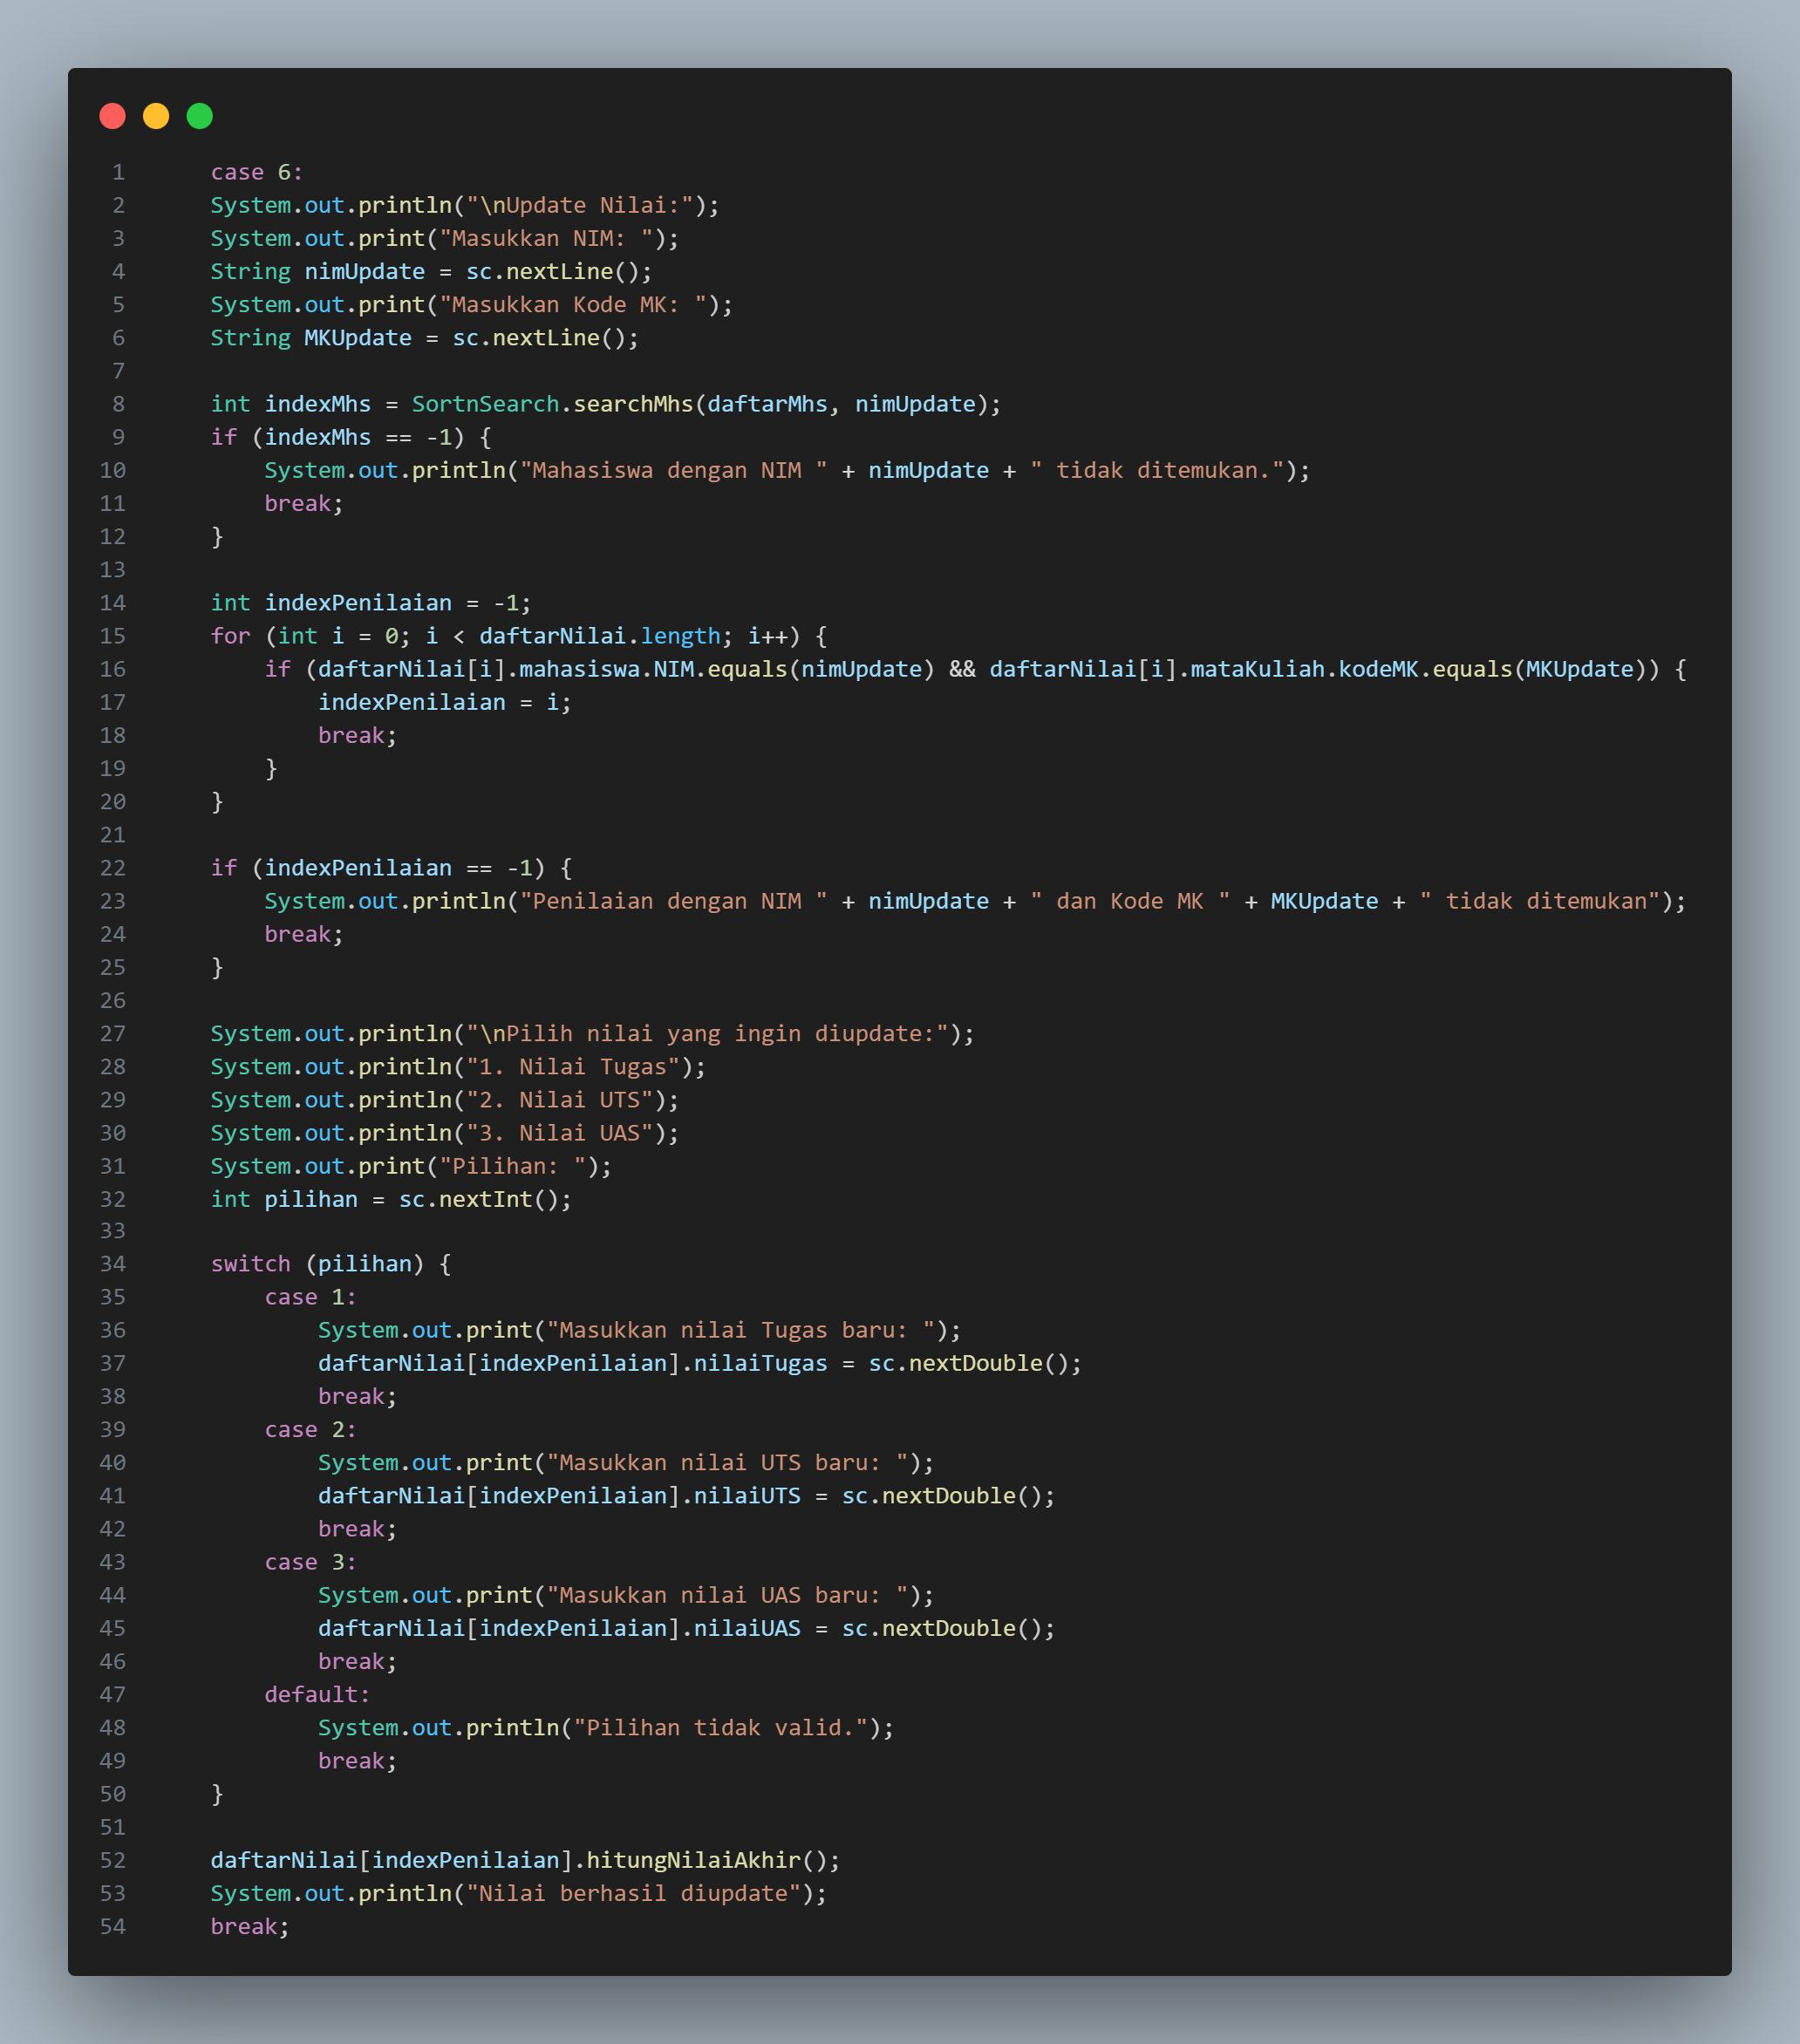 1 case 6:
2 System.out.println("\nUpdate Nilai:");
3 System.out.print("Masukkan NIM: ");
4 String nimUpdate = sc.nextLine();
5 System.out.print("Masukkan Kode MK: ");
6 String MKUpdate = sc.nextLine();
7
8 int indexMhs = SortnSearch.searchMhs(daftarMhs, nimUpdate);
9 if (indexMhs == -1) {
10     System.out.println("Mahasiswa dengan NIM " + nimUpdate + " tidak ditemukan.");
11     break;
12 }
13
14 int indexPenilaian = -1;
15 for (int i = 0; i < daftarNilai.length; i++) {
16     if (daftarNilai[i].mahasiswa.NIM.equals(nimUpdate) && daftarNilai[i].mataKuliah.kodeMK.equals(MKUpdate)) {
17         indexPenilaian = i;
18         break;
19     }
20 }
21
22 if (indexPenilaian == -1) {
23     System.out.println("Penilaian dengan NIM " + nimUpdate + " dan Kode MK " + MKUpdate + " tidak ditemukan");
24     break;
25 }
26
27 System.out.println("\nPilih nilai yang ingin diupdate:");
28 System.out.println("1. Nilai Tugas");
29 System.out.println("2. Nilai UTS");
30 System.out.println("3. Nilai UAS");
31 System.out.print("Pilihan: ");
32 int pilihan = sc.nextInt();
33
34 switch (pilihan) {
35     case 1:
36         System.out.print("Masukkan nilai Tugas baru: ");
37         daftarNilai[indexPenilaian].nilaiTugas = sc.nextDouble();
38         break;
39     case 2:
40         System.out.print("Masukkan nilai UTS baru: ");
41         daftarNilai[indexPenilaian].nilaiUTS = sc.nextDouble();
42         break;
43     case 3:
44         System.out.print("Masukkan nilai UAS baru: ");
45         daftarNilai[indexPenilaian].nilaiUAS = sc.nextDouble();
46         break;
47     default:
48         System.out.println("Pilihan tidak valid.");
49         break;
50 }
51
52 daftarNilai[indexPenilaian].hitungNilaiAkhir();
53 System.out.println("Nilai berhasil diupdate");
54 break;